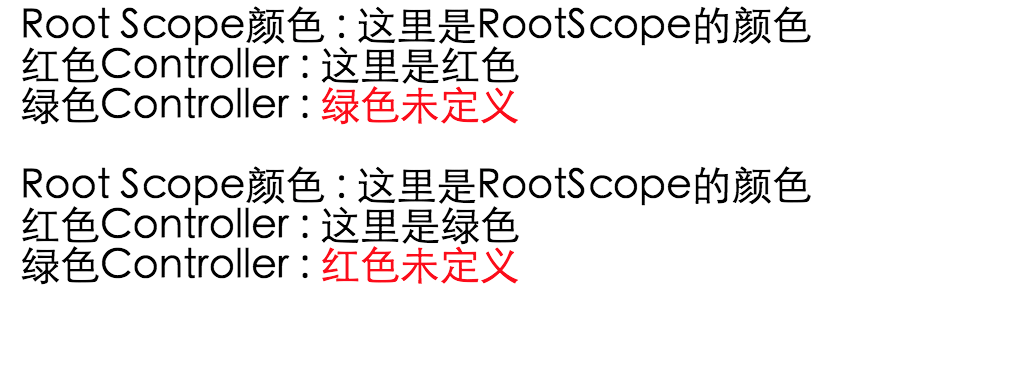 Root Scope颜色 : 这里是RootScope的颜色
红色Controller : 这里是红色
绿色Controller : 绿色未定义
Root Scope颜色 : 这里是RootScope的颜色
红色Controller : 这里是绿色
绿色Controller : 红色未定义